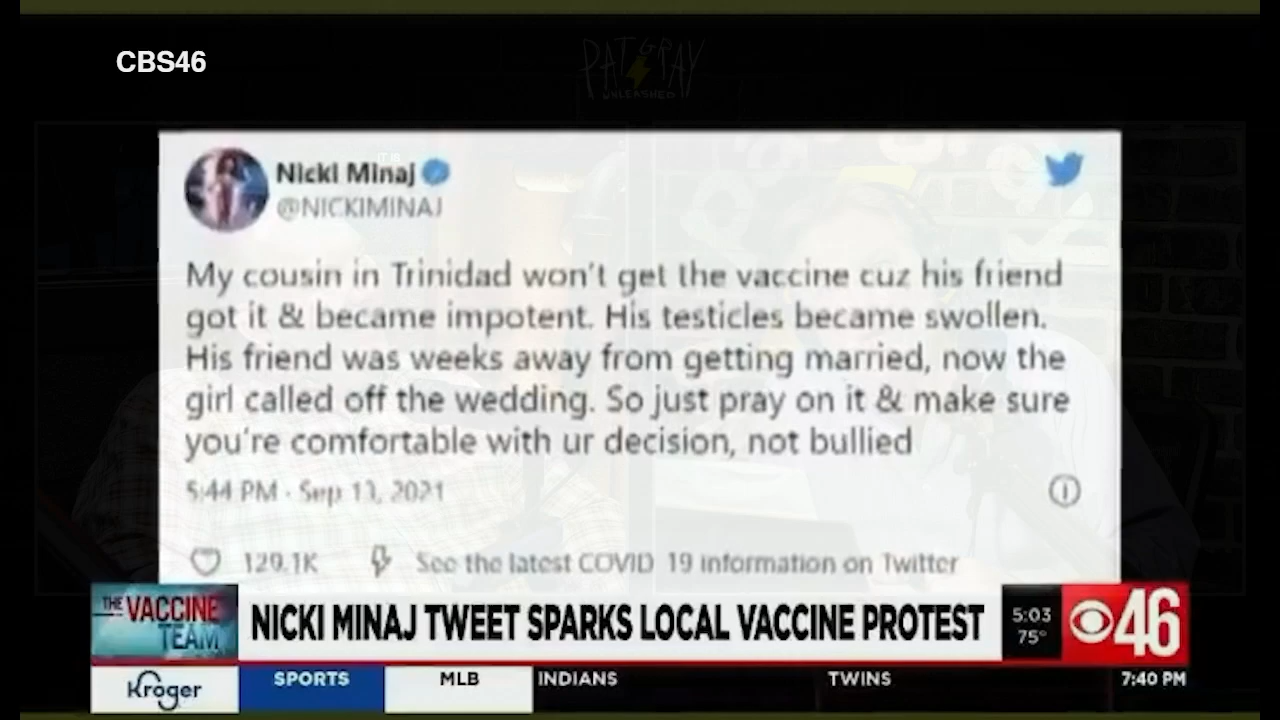 CBS46
PAT GRAY
UNLEASHED
Nicki Minaj
@NICKIMINAJ
My cousin in Trinidad won't get the vaccine cuz his friend
got it & became impotent. His testicles became swollen.
His friend was weeks away from getting married, now the
girl called off the wedding. So just pray on it & make sure
you're comfortable with ur decision, not bullied
5:44 PM · Sep 13, 2021
129.1K See the latest COVID 19 information on Twitter
THE VACCINE TEAM
NICKI MINAJ TWEET SPARKS LOCAL VACCINE PROTEST
5:03
75°
46
Kroger SPORTS MLB INDIANS TWINS 7:40 PM